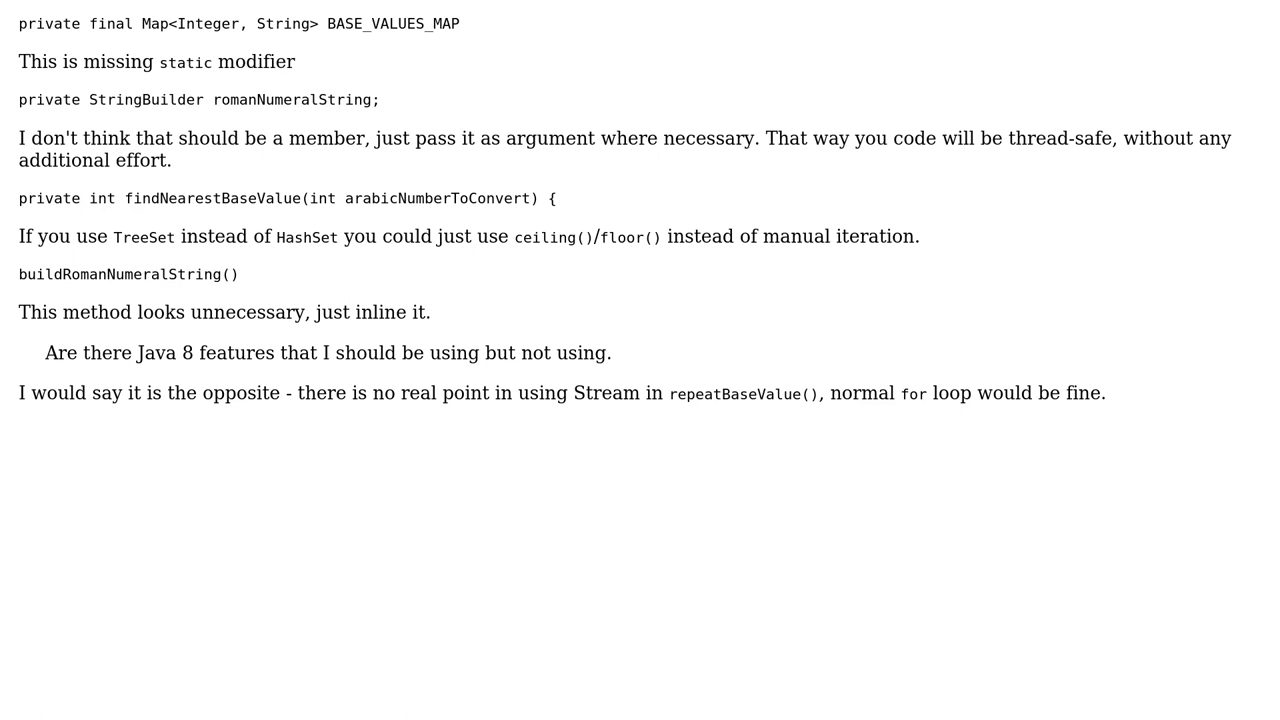 private final Map<Integer, String> BASE_VALUES_MAP
This is missing static modifier
private StringBuilder romanNumeralString;
I don't think that should be a member, just pass it as argument where necessary. That way you code will be thread-safe, without any
additional effort.
private int findNearestBaseValue(int arabicNumberToConvert) {
If you use TreeSet instead of HashSet you could just use ceiling()/floor() instead of manual iteration.
buildRomanNumeralString()
This method looks unnecessary, just inline it.
Are there Java 8 features that I should be using but not using.
I would say it is the opposite - there is no real point in using Stream in repeatBaseValue(), normal for loop would be fine.